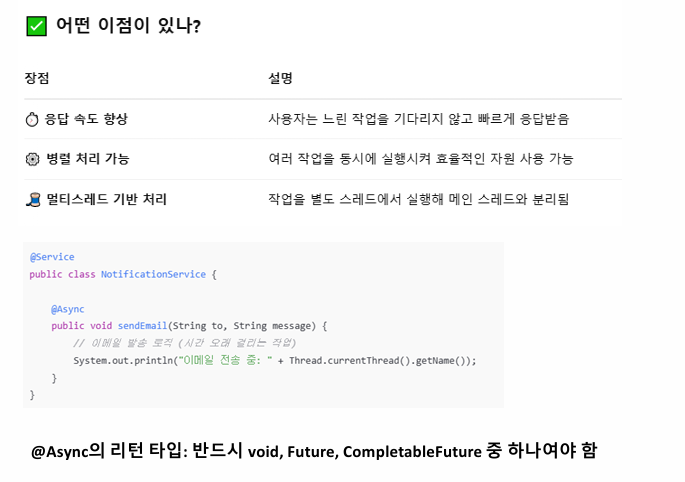 ✅ 어떤 이점이 있나?
장점 설명
⏱ 응답 속도 향상 사용자는 느린 작업을 기다리지 않고 빠르게 응답받음
병렬 처리 가능 여러 작업을 동시에 실행시켜 효율적인 자원 사용 가능
🧵 멀티스레드 기반 처리 작업을 별도 스레드에서 실행해 메인 스레드와 분리됨
@Service
public class NotificationService {
@Async
public void sendEmail(String to, String message) {
// 이메일 발송 로직 (시간 오래 걸리는 작업)
System.out.println("이메일 전송 중: " + Thread.currentThread().getName());
}
}
@Async의 리턴 타입: 반드시 void, Future, CompletableFuture 중 하나여야 함